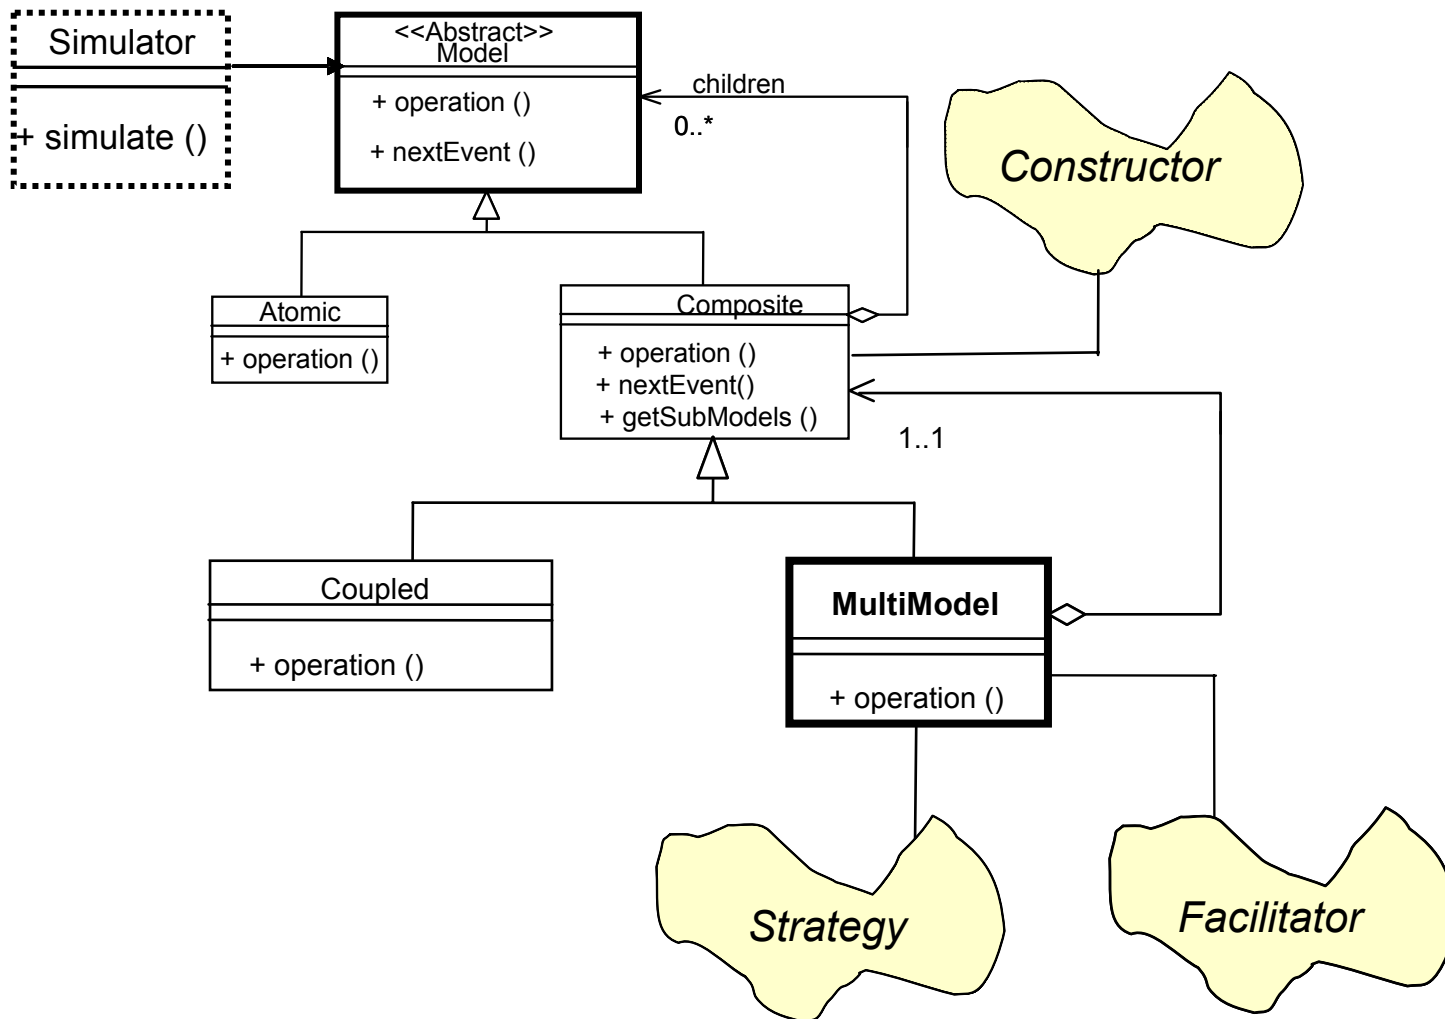 Simulator
+ simulate ()
<<Abstract>>
Model
+ operation ()
+ nextEvent ()
children
0..*
Constructor
Atomic
+ operation ()
Composite
+ operation ()
+ nextEvent()
+ getSubModels ()
1..1
Coupled
+ operation ()
MultiModel
+ operation ()
Strategy
Facilitator